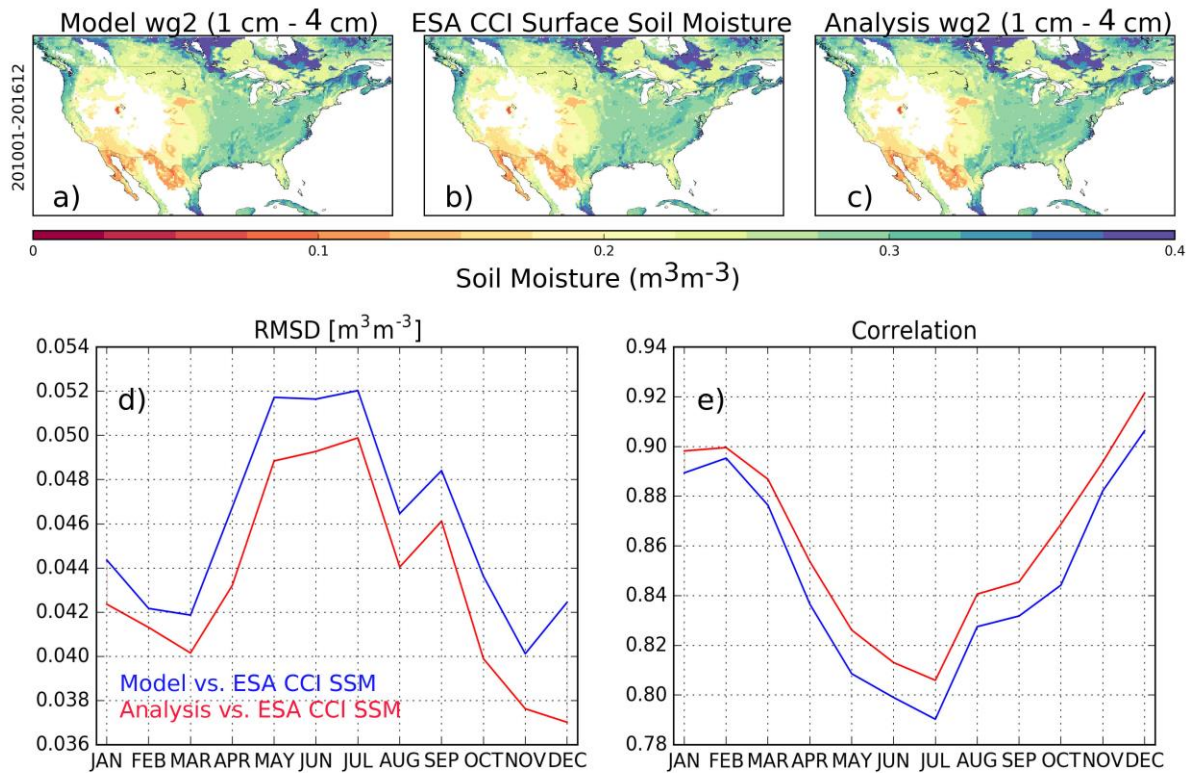 Model wg2 (1 cm - 4 cm) ESA CCI Surface Soil Moisture Analysis wg2 (1 cm - 4 cm)
201001-201612
a) b) c)
0 0.1 0.2 0.3 0.4
Soil Moisture (m³m⁻³)
RMSD [m³m⁻³]
d)
0.054
0.052
0.050
0.048
0.046
0.044
0.042
0.040
0.038
0.036
Model vs. ESA CCI SSM
Analysis vs. ESA CCI SSM
JAN FEB MAR APR MAY JUN JUL AUG SEP OCT NOV DEC
Correlation
e)
0.94
0.92
0.90
0.88
0.86
0.84
0.82
0.80
0.78
JAN FEB MAR APR MAY JUN JUL AUG SEP OCT NOV DEC